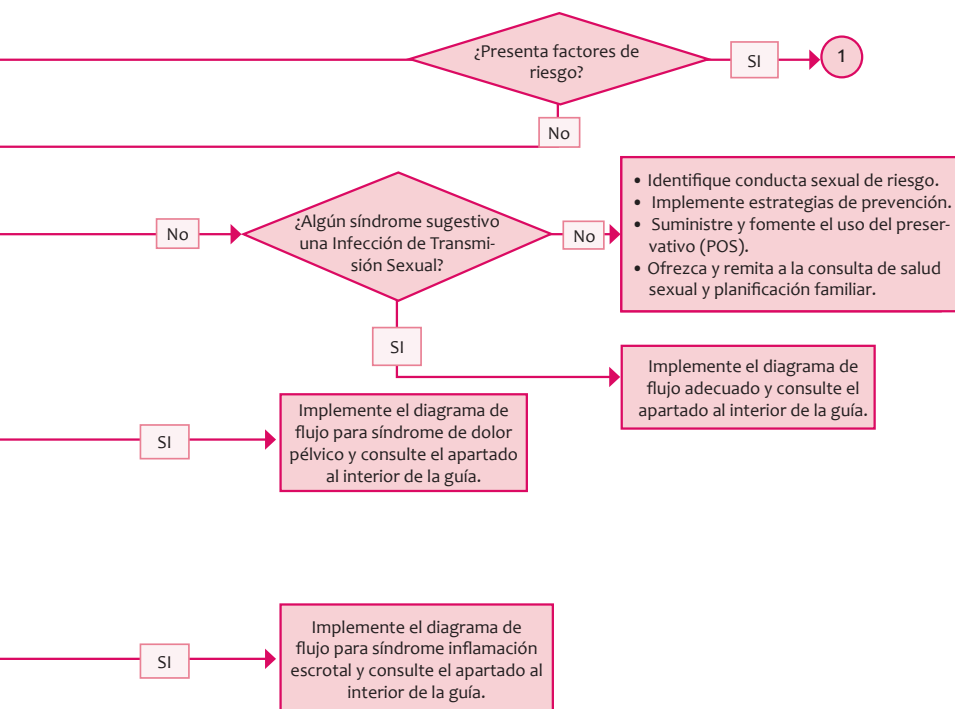 ¿Presenta factores de
riesgo?
SI
1
No
No
¿Algún síndrome sugestivo
una Infección de Transmi-
sión Sexual?
No
• Identifique conducta sexual de riesgo.
• Implemente estrategias de prevención.
• Suministre y fomente el uso del preser-
vativo (POS).
• Ofrezca y remita a la consulta de salud
sexual y planificación familiar.
SI
Implemente el diagrama de
flujo adecuado y consulte el
apartado al interior de la guía.
SI
Implemente el diagrama de
flujo para síndrome de dolor
pélvico y consulte el apartado
al interior de la guía.
SI
Implemente el diagrama de
flujo para síndrome inflamación
escrotal y consulte el apartado al
interior de la guía.